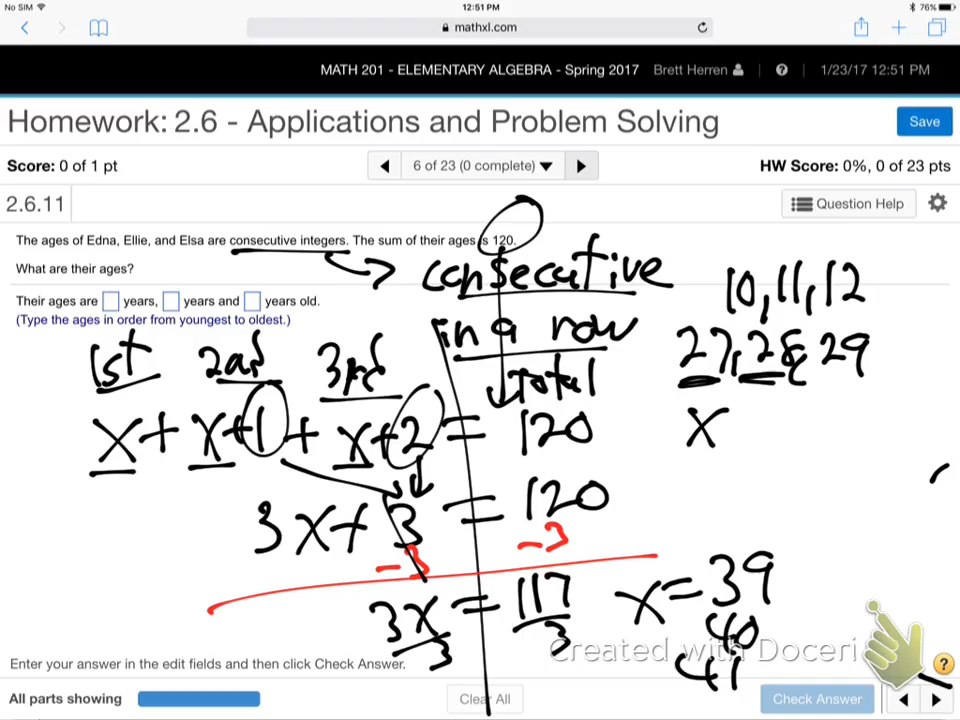 No SIM 12:51 PM 76%
mathxl.com
MATH 201 - ELEMENTARY ALGEBRA - Spring 2017 Brett Herren ? 1/23/17 12:51 PM
Homework: 2.6 - Applications and Problem Solving Save
Score: 0 of 1 pt 6 of 23 (0 complete) HW Score: 0%, 0 of 23 pts
2.6.11 Question Help
The ages of Edna, Ellie, and Elsa are consecutive integers. The sum of their ages is 120.
What are their ages?
Their ages are years, years and years old.
(Type the ages in order from youngest to oldest.)
consecutive 10, 11, 12
in a row 27, 28, 29
1st 2nd 3rd total
x + x+1 + x+2 = 120 x
3x + 3 = 120
-3 -3
3x = 117 x = 39
3 3 40
41
Created with Doceri
Enter your answer in the edit fields and then click Check Answer. ?
All parts showing Clear All Check Answer